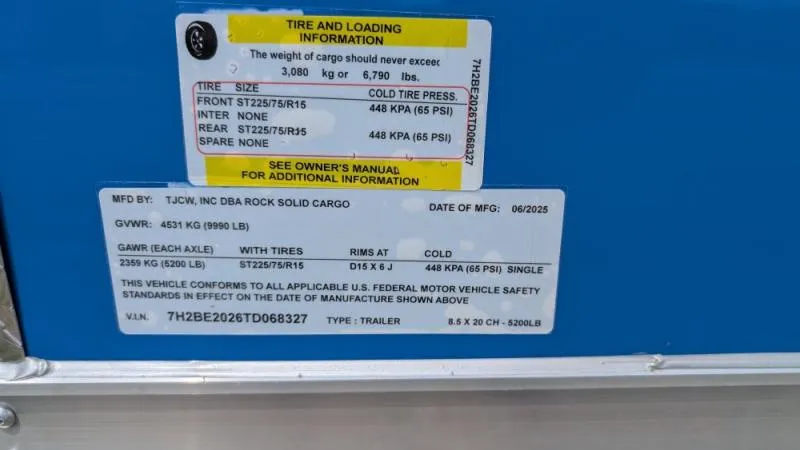 TIRE AND LOADING
INFORMATION
The weight of cargo should never exceed
3,080 kg or 6,790 lbs.
TIRE SIZE COLD TIRE PRESS.
FRONT ST225/75/R15 448 KPA (65 PSI)
INTER NONE
REAR ST225/75/R15 448 KPA (65 PSI)
SPARE NONE
SEE OWNER'S MANUAL
FOR ADDITIONAL INFORMATION
7H2BE2026TD068327
MFD BY: TJCW, INC DBA ROCK SOLID CARGO DATE OF MFG: 06/2025
GVWR: 4531 KG (9990 LB)
GAWR (EACH AXLE) WITH TIRES RIMS AT COLD
2359 KG (5200 LB) ST225/75/R15 D15 X 6 J 448 KPA (65 PSI) SINGLE
THIS VEHICLE CONFORMS TO ALL APPLICABLE U.S. FEDERAL MOTOR VEHICLE SAFETY
STANDARDS IN EFFECT ON THE DATE OF MANUFACTURE SHOWN ABOVE
V.I.N. 7H2BE2026TD068327 TYPE : TRAILER 8.5 X 20 CH - 5200LB